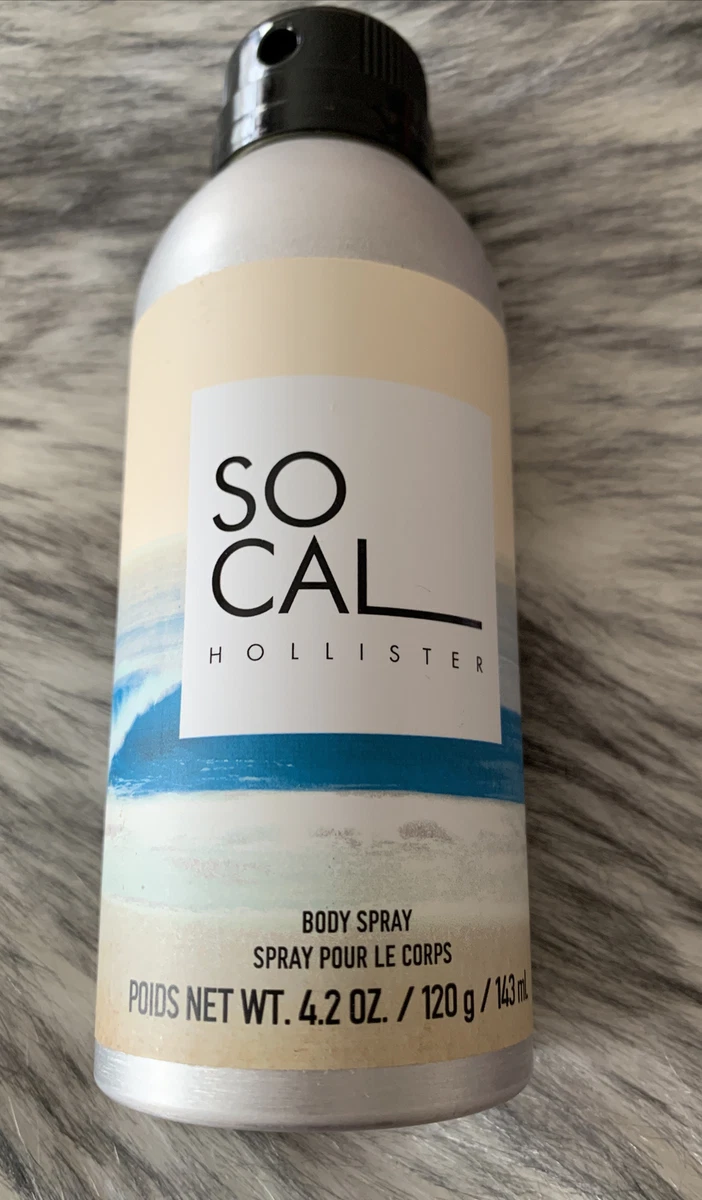 SO
CAL
HOLLISTER
BODY SPRAY
SPRAY POUR LE CORPS
POIDS NET WT. 4.2 OZ. / 120 g / 143 mL